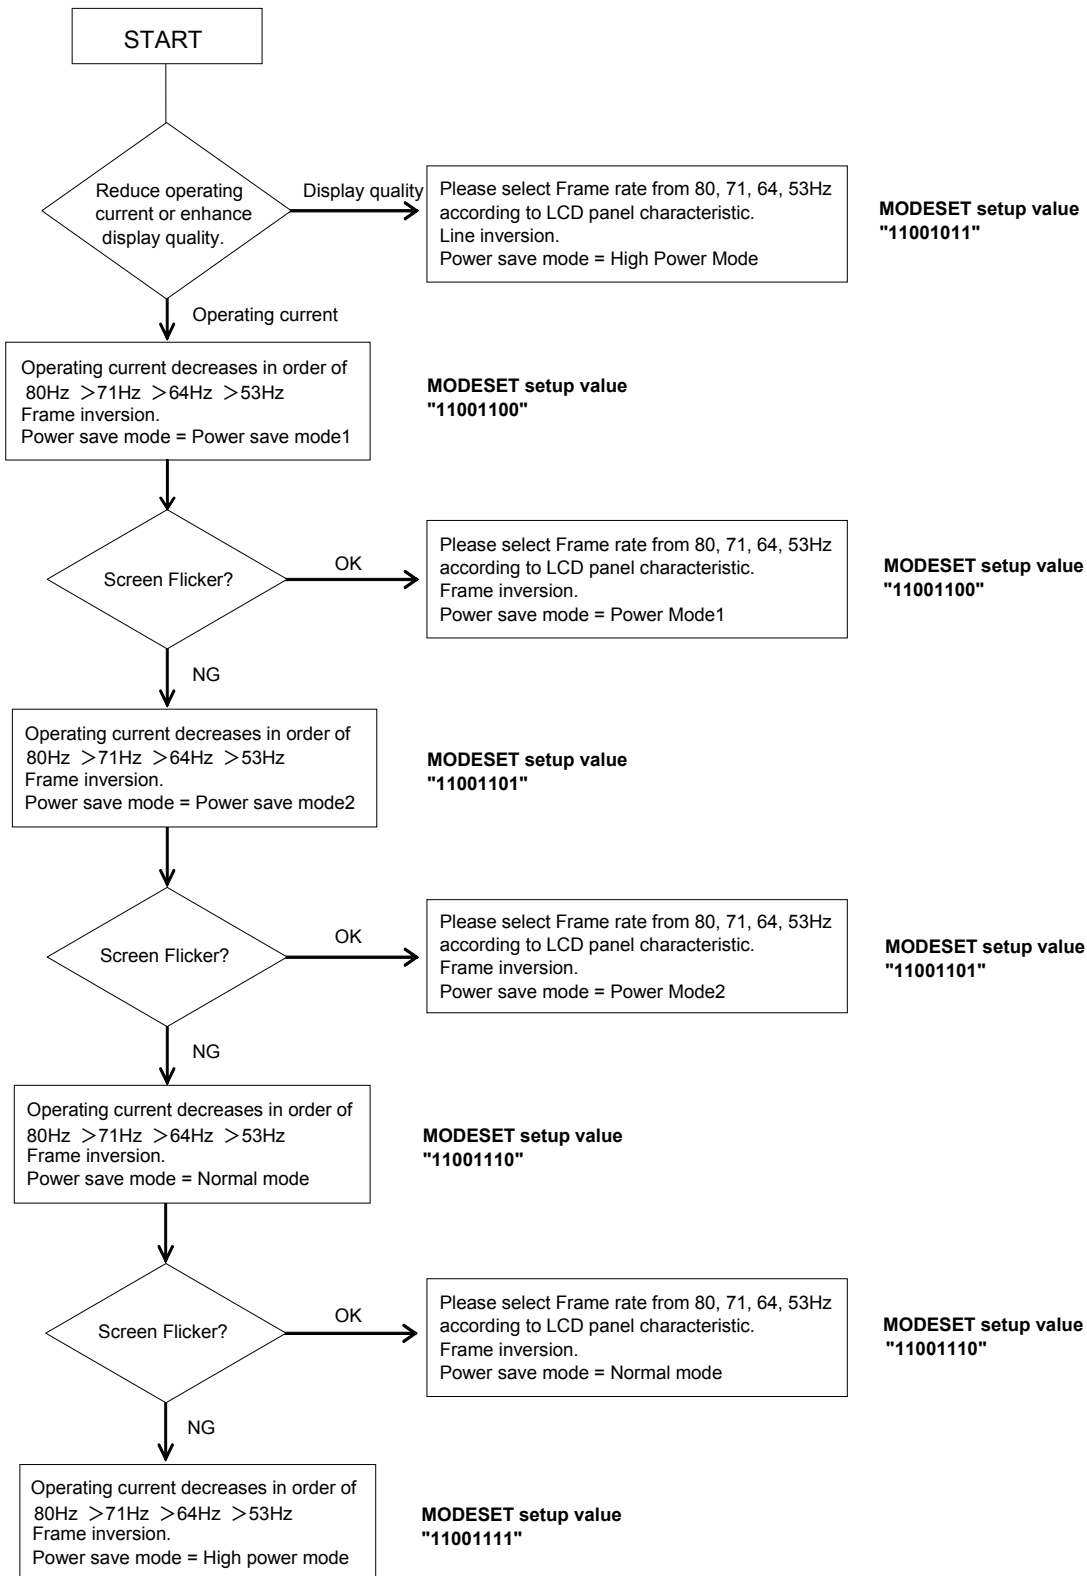 START
Reduce operating
current or enhance
display quality.
Display quality
Please select Frame rate from 80, 71, 64, 53Hz
according to LCD panel characteristic.
Line inversion.
Power save mode = High Power Mode
MODESET setup value
"11001011"
Operating current
Operating current decreases in order of
80Hz ＞71Hz ＞64Hz ＞53Hz
Frame inversion.
Power save mode = Power save mode1
MODESET setup value
"11001100"
Screen Flicker?
OK
Please select Frame rate from 80, 71, 64, 53Hz
according to LCD panel characteristic.
Frame inversion.
Power save mode = Power Mode1
MODESET setup value
"11001100"
NG
Operating current decreases in order of
80Hz ＞71Hz ＞64Hz ＞53Hz
Frame inversion.
Power save mode = Power save mode2
MODESET setup value
"11001101"
Screen Flicker?
OK
Please select Frame rate from 80, 71, 64, 53Hz
according to LCD panel characteristic.
Frame inversion.
Power save mode = Power Mode2
MODESET setup value
"11001101"
NG
Operating current decreases in order of
80Hz ＞71Hz ＞64Hz ＞53Hz
Frame inversion.
Power save mode = Normal mode
MODESET setup value
"11001110"
Screen Flicker?
OK
Please select Frame rate from 80, 71, 64, 53Hz
according to LCD panel characteristic.
Frame inversion.
Power save mode = Normal mode
MODESET setup value
"11001110"
NG
Operating current decreases in order of
80Hz ＞71Hz ＞64Hz ＞53Hz
Frame inversion.
Power save mode = High power mode
MODESET setup value
"11001111"